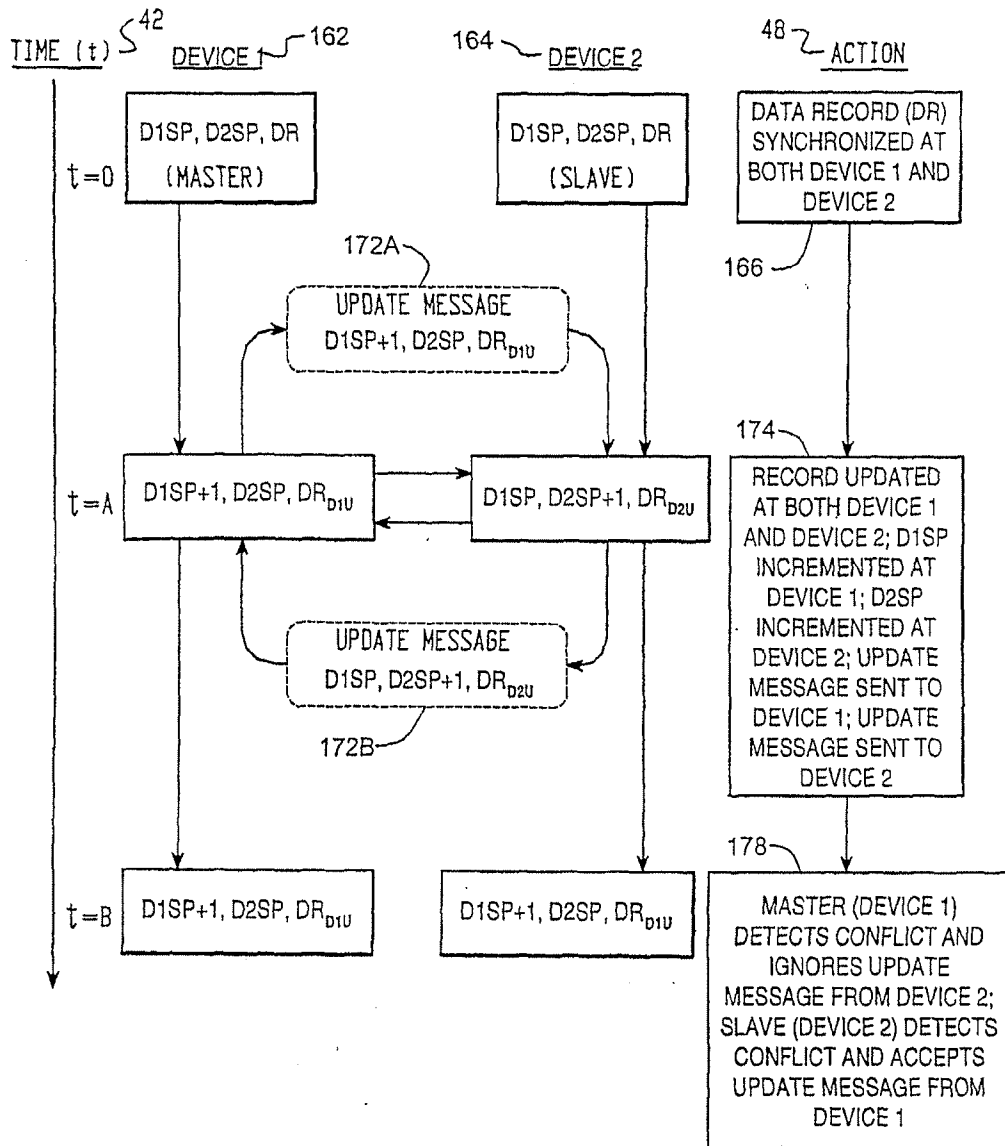 TIME (t)
42
DEVICE 1
162
164
DEVICE 2
48
ACTION
t=0
D1SP, D2SP, DR
(MASTER)
D1SP, D2SP, DR
(SLAVE)
DATA RECORD (DR)
SYNCHRONIZED AT
BOTH DEVICE 1 AND
DEVICE 2
166
172A
UPDATE MESSAGE
D1SP+1, D2SP, DR_D1U
t=A
D1SP+1, D2SP, DR_D1U
D1SP, D2SP+1, DR_D2U
174
RECORD UPDATED
AT BOTH DEVICE 1
AND DEVICE 2; D1SP
INCREMENTED AT
DEVICE 1; D2SP
INCREMENTED AT
DEVICE 2; UPDATE
MESSAGE SENT TO
DEVICE 1; UPDATE
MESSAGE SENT TO
DEVICE 2
UPDATE MESSAGE
D1SP, D2SP+1, DR_D2U
172B
t=B
D1SP+1, D2SP, DR_D1U
D1SP+1, D2SP, DR_D1U
178
MASTER (DEVICE 1)
DETECTS CONFLICT AND
IGNORES UPDATE
MESSAGE FROM DEVICE 2;
SLAVE (DEVICE 2) DETECTS
CONFLICT AND ACCEPTS
UPDATE MESSAGE FROM
DEVICE 1